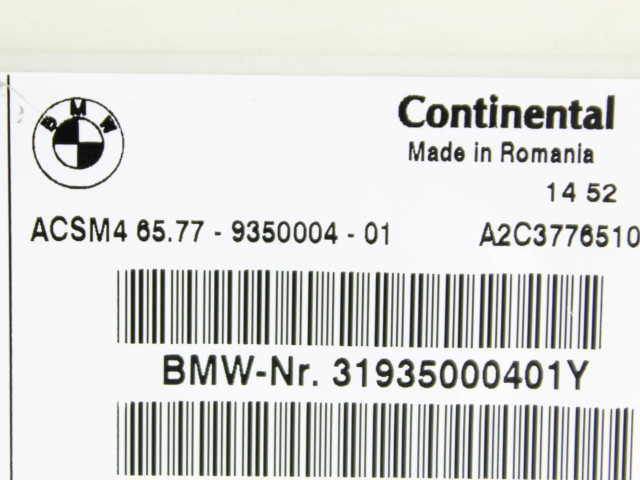 BMW
Continental
Made in Romania
14 52
ACSM4 65.77 - 9350004 - 01 A2C3776510
BMW-Nr. 31935000401Y